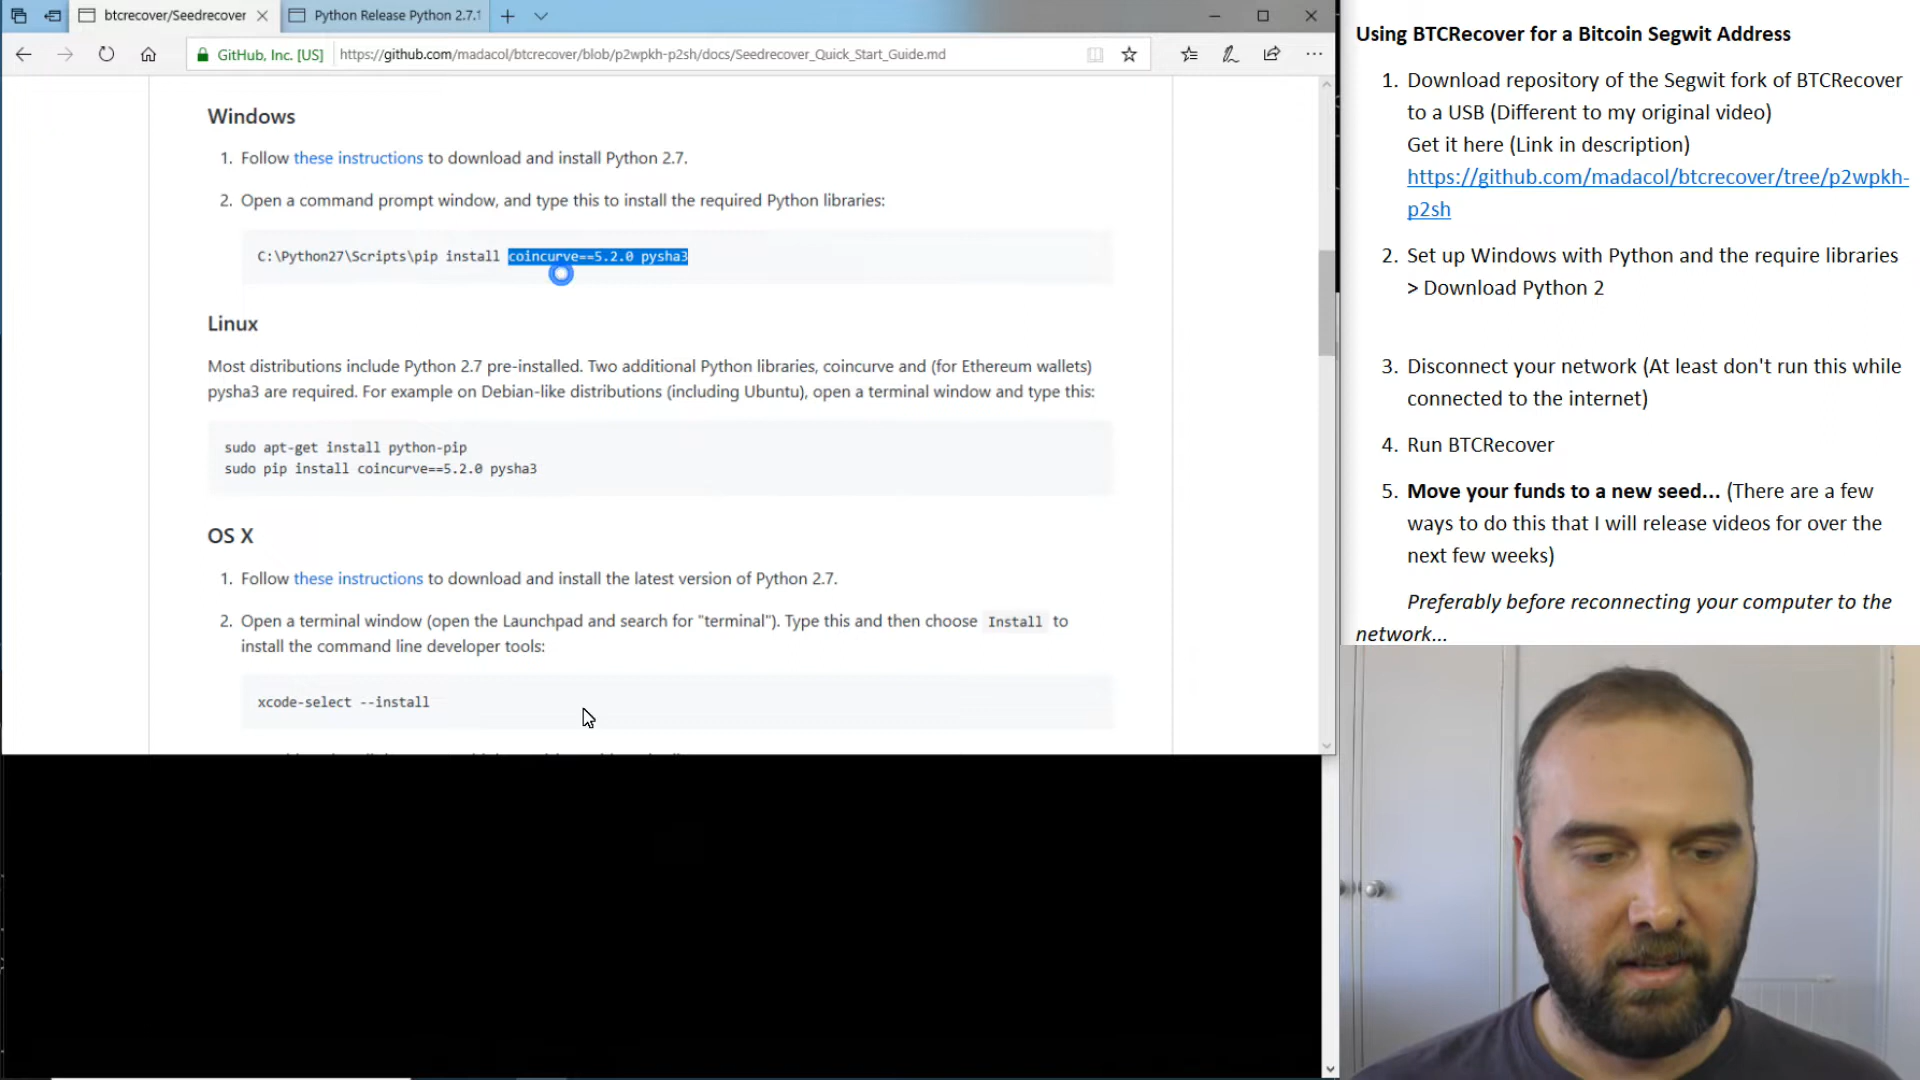 btcrecover/Seedrecover
Python Release Python 2.7.1
GitHub, Inc. [US]
https://github.com/madacol/btcrecover/blob/p2wpkh-p2sh/docs/Seedrecover_Quick_Start_Guide.md
Windows
1. Follow these instructions to download and install Python 2.7.
2. Open a command prompt window, and type this to install the required Python libraries:
C:\Python27\Scripts\pip install coincurve==5.2.0 pysha3
Linux
Most distributions include Python 2.7 pre-installed. Two additional Python libraries, coincurve and (for Ethereum wallets)
pysha3 are required. For example on Debian-like distributions (including Ubuntu), open a terminal window and type this:
sudo apt-get install python-pip
sudo pip install coincurve==5.2.0 pysha3
OS X
1. Follow these instructions to download and install the latest version of Python 2.7.
2. Open a terminal window (open the Launchpad and search for "terminal"). Type this and then choose Install to
install the command line developer tools:
xcode-select --install
Using BTCRecover for a Bitcoin Segwit Address
1. Download repository of the Segwit fork of BTCRecover
to a USB (Different to my original video)
Get it here (Link in description)
https://github.com/madacol/btcrecover/tree/p2wpkh-
p2sh
2. Set up Windows with Python and the require libraries
> Download Python 2
3. Disconnect your network (At least don't run this while
connected to the internet)
4. Run BTCRecover
5. Move your funds to a new seed... (There are a few
ways to do this that I will release videos for over the
next few weeks)
Preferably before reconnecting your computer to the
network...